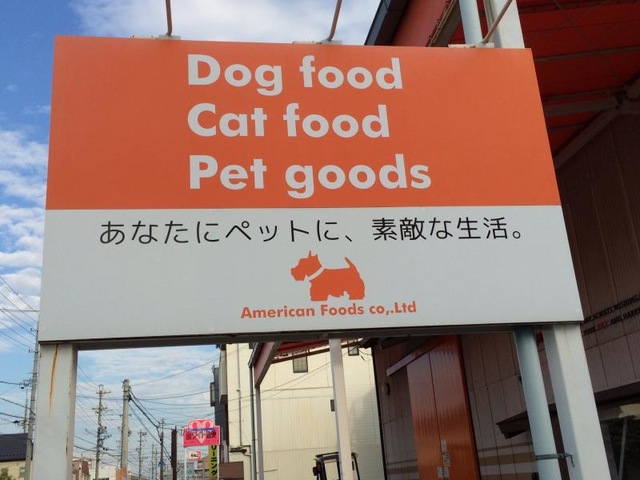 Dog food
Cat food
Pet goods
あなたにペットに、素敵な生活。
American Foods co,.Ltd